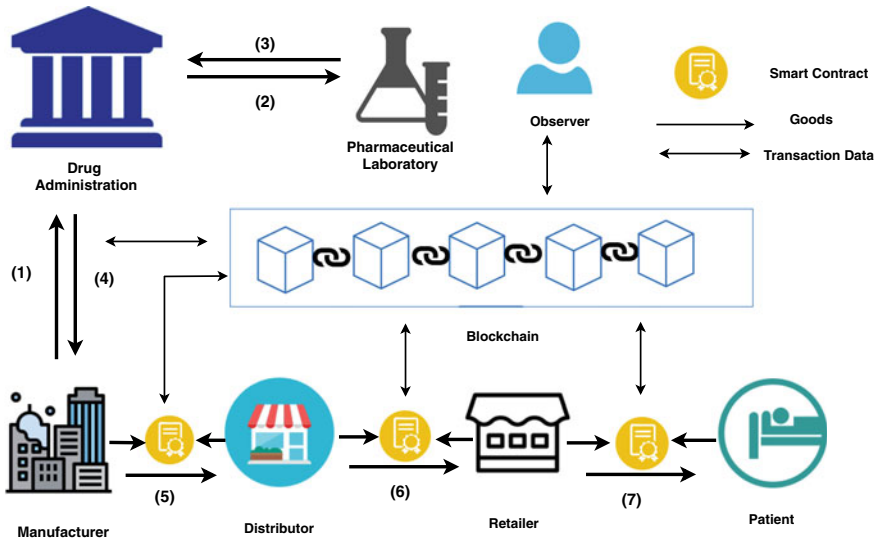 (3)
(2)
Smart Contract
Goods
Transaction Data
Observer
Pharmaceutical
Laboratory
Drug
Administration
(1)
(4)
Blockchain
(5)
(6)
(7)
Manufacturer
Distributor
Retailer
Patient